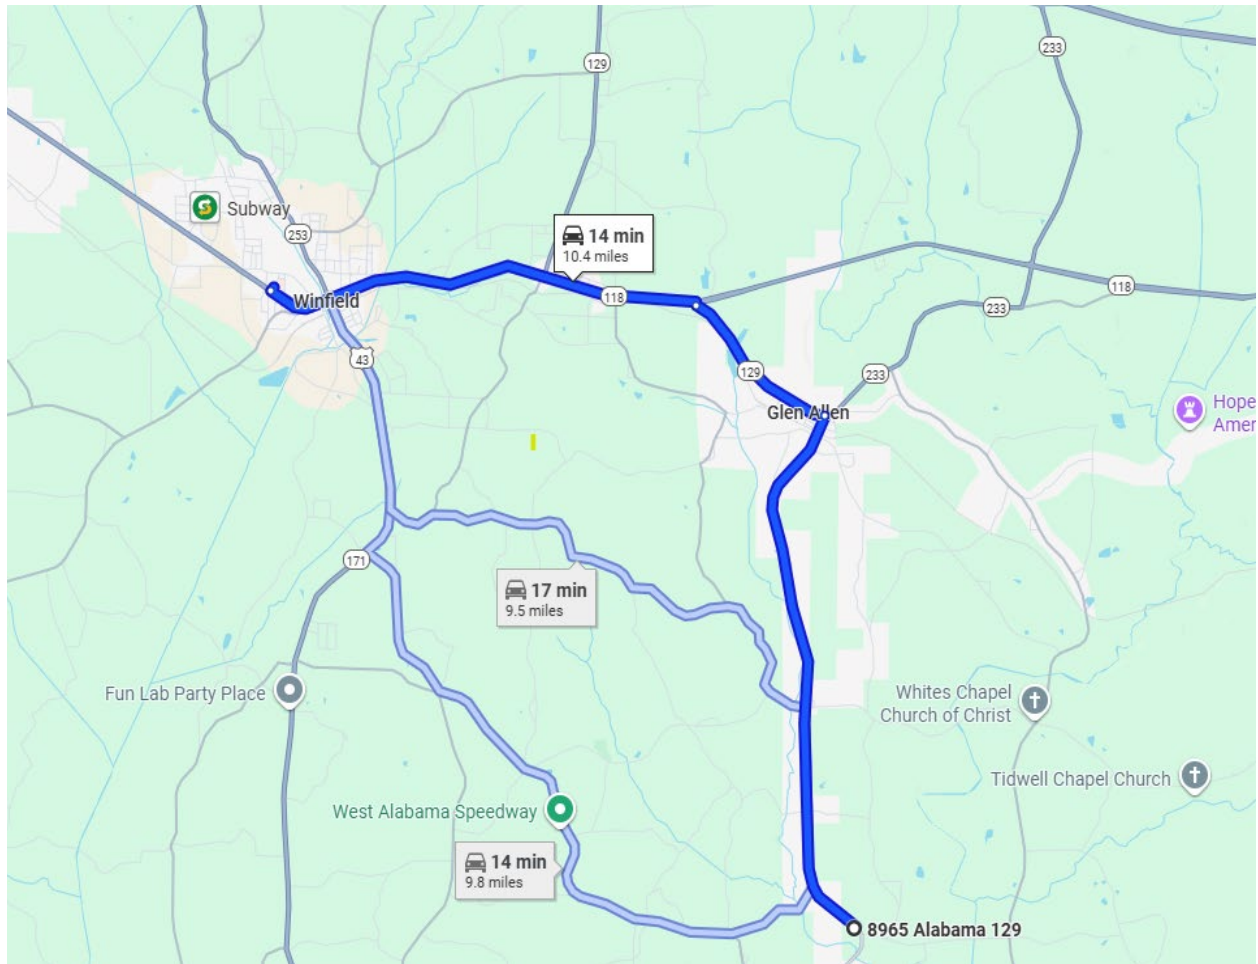 233
129
Subway
253
14 min
10.4 miles
Winfield
118
118
233
43
129
233
Glen Allen
Hope
Amer
171
17 min
9.5 miles
Fun Lab Party Place
Whites Chapel
Church of Christ
Tidwell Chapel Church
West Alabama Speedway
14 min
9.8 miles
8965 Alabama 129